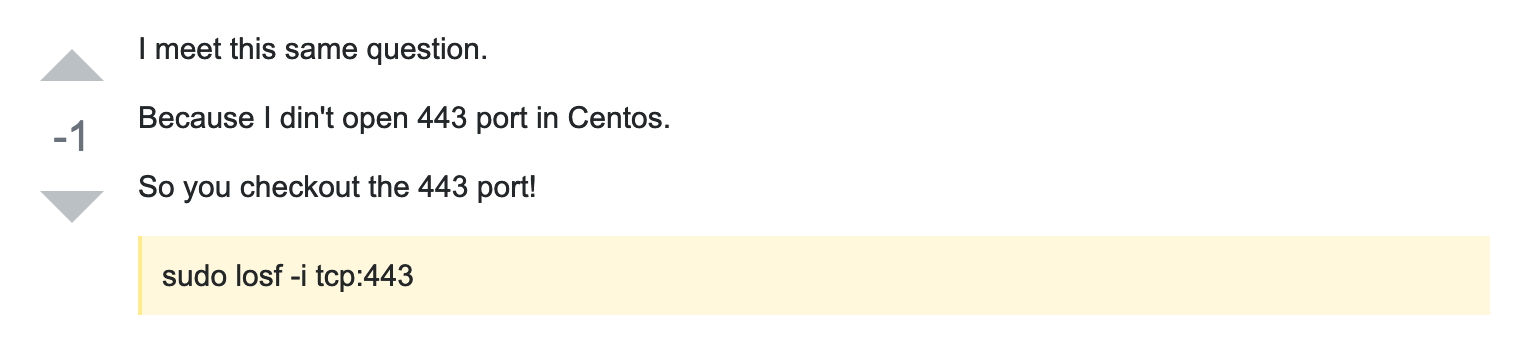 I meet this same question.
Because I din't open 443 port in Centos.
-1
So you checkout the 443 port!
sudo losf -i tcp:443